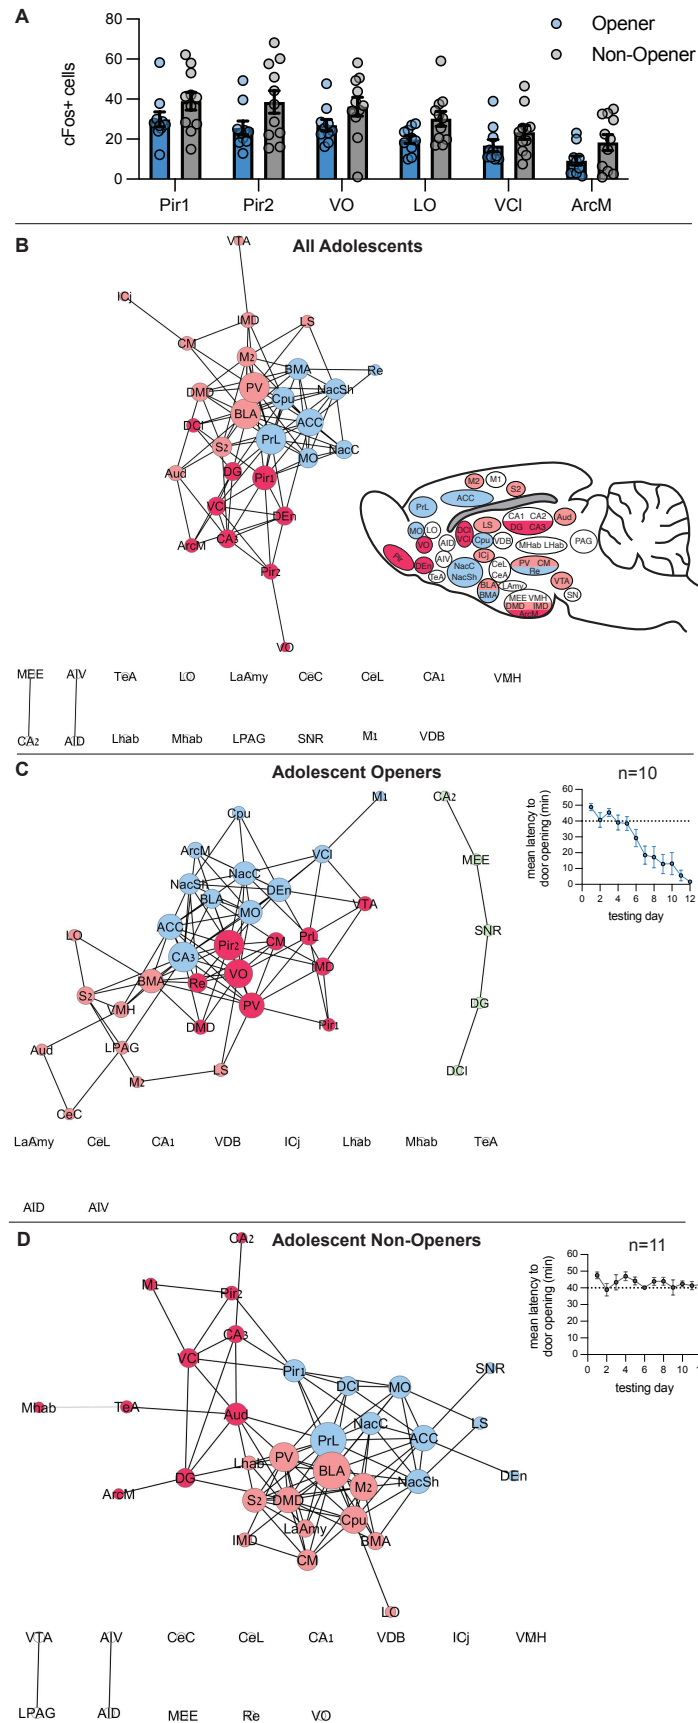 A
80
60
40
20
0
cFos+ cells
Opener
Non-Opener
Pir1 Pir2 VO LO VCl ArcM
B
All Adolescents
VTA
ICj
IMD
LS
CM
M2
BMA
Re
PV
DMD
Cpu
NacSh
BLA
DCl
ACC
PrL
S2
MO
NacC
Aud
DG
Pir1
VCl
DEn
ArcM
CA3
Pir2
VO
M2 M1
S2
PrL
ACC
MO LO
DCl
VCl
LS
CA1 CA2
DG CA3
Aud
VO
AID
Cpu
VDB
MHab LHab
PAG
Pir
DEn
AIV
ICj
TeA
NacC
NacSh
CeL
CeA
PV CM
Re
BLA
BMA
LAmy
VTA
SN
MEE VMH
DMD IMD
ArcM
MEE AIV TeA LO LaAmy CeC CeL CA1 VMH
CA2 AID Lhab Mhab LPAG SNR M1 VDB
C
Adolescent Openers
n=10
60
50
40
30
20
10
0
mean latency to
door opening (min)
0 2 4 6 8 10 12
testing day
M1
CA2
Cpu
ArcM
VCl
MEE
NacC
NacSh
DEn
BLA
VTA
MO
ACC
LO
Pir2
CM
PrL
SNR
CA3
IMD
VO
BMA
Re
S2
PV
DG
VMH
DMD
Pir1
Aud
LPAG
LS
DCl
M2
CeC
LaAmy CeL CA1 VDB ICj Lhab Mhab TeA
AID AIV
D
Adolescent Non-Openers
n=11
60
50
40
30
20
10
0
mean latency to
door opening (min)
0 2 4 6 8 10
testing day
CA2
M1
Pir2
CA3
VCl
Pir1
SNR
DCl
MO
Mhab
TeA
Aud
NacC
LS
PrL
ACC
PV
Lhab
BLA
DG
NacSh
DEn
ArcM
M2
S2
DMD
Cpu
LaAmy
IMD
BMA
CM
LO
VTA AIV CeC CeL CA1 VDB ICj VMH
LPAG AID MEE Re VO